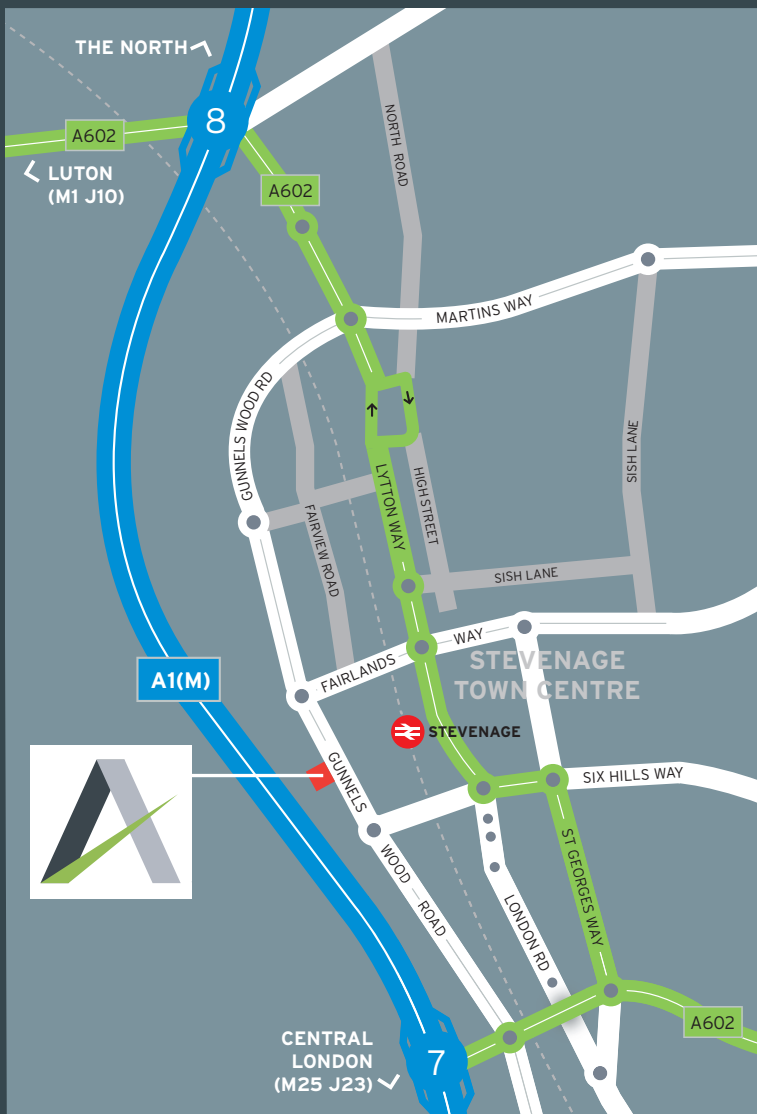 THE NORTH
8
A602
LUTON
(M1 J10)
A602
NORTH ROAD
MARTINS WAY
GUNNELS WOOD RD
SISH LANE
LYTTON WAY
HIGH STREET
FAIRVIEW ROAD
SISH LANE
FAIRLANDS WAY
STEVENAGE
TOWN CENTRE
A1(M)
STEVENAGE
GUNNELS WOOD ROAD
SIX HILLS WAY
ST GEORGES WAY
LONDON RD
A602
CENTRAL
LONDON
(M25 J23)
7